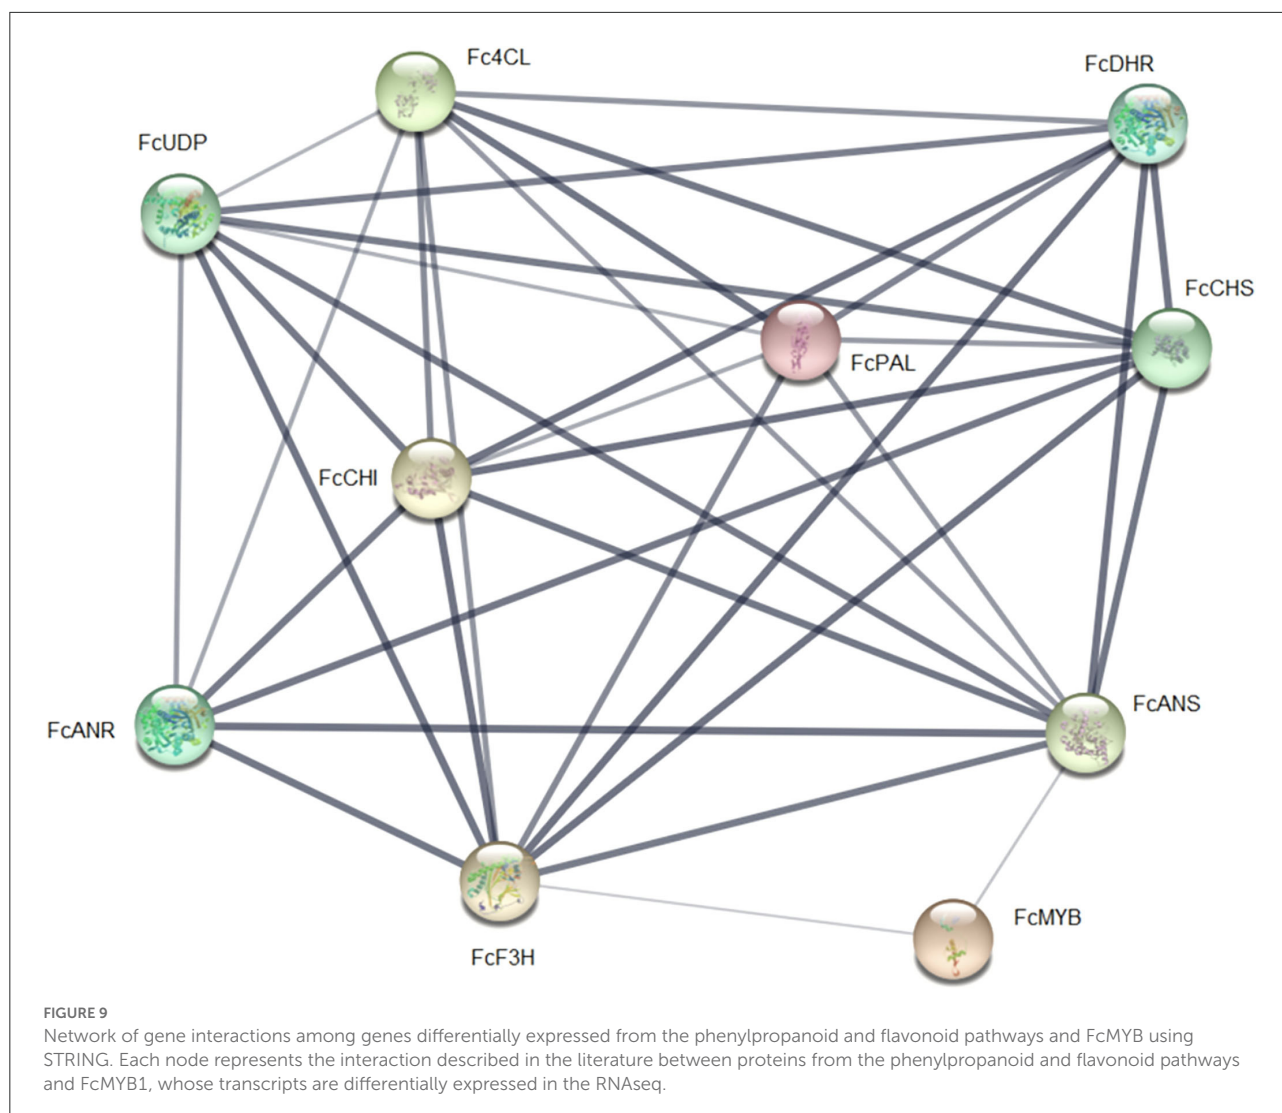 Fc4CL
FcDHR
FcUDP
FcCHS
FcPAL
FcCHI
FcANS
FcANR
FcMYB
FcF3H
FIGURE 9
Network of gene interactions among genes differentially expressed from the phenylpropanoid and flavonoid pathways and FcMYB using
STRING. Each node represents the interaction described in the literature between proteins from the phenylpropanoid and flavonoid pathways
and FcMYB1, whose transcripts are differentially expressed in the RNAseq.